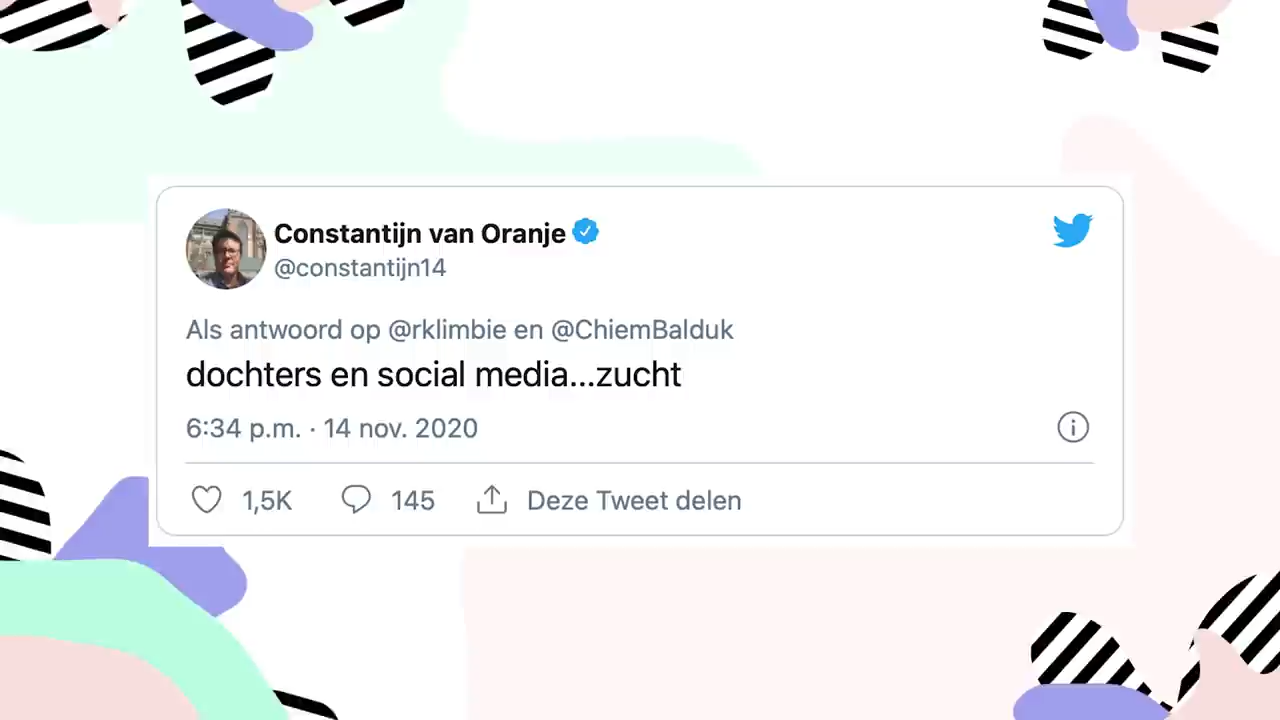 Constantijn van Oranje
@constantijn14
Als antwoord op @rklimbie en @ChiemBalduk
dochters en social media...zucht
6:34 p.m. · 14 nov. 2020
1,5K 145 Deze Tweet delen